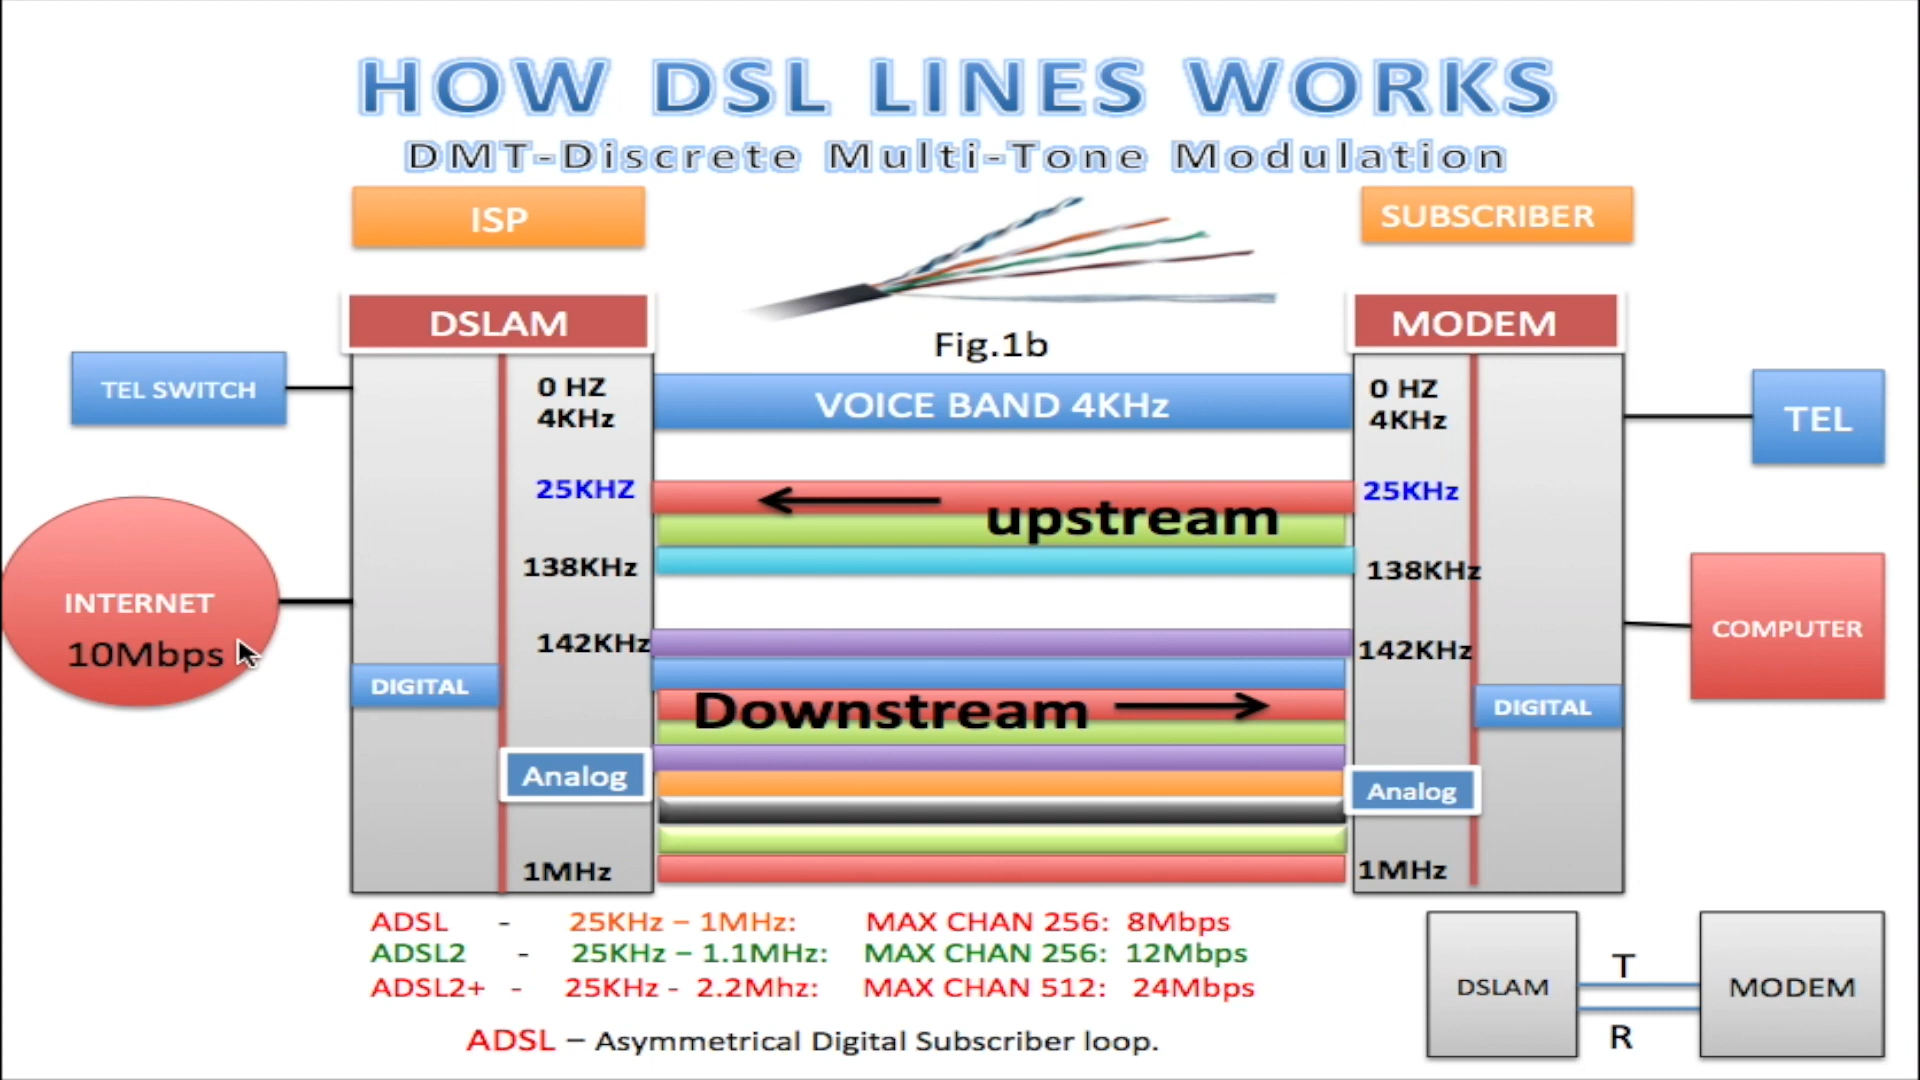 HOW DSL LINES WORKS
DMT-Discrete Multi-Tone Modulation
ISP
SUBSCRIBER
DSLAM
MODEM
Fig.1b
TEL SWITCH
0 HZ
4KHz
VOICE BAND 4KHz
0 HZ
4KHz
TEL
25KHZ
upstream
25KHz
138KHz
138KHz
INTERNET
10Mbps
COMPUTER
142KHz
142KHz
DIGITAL
Downstream
DIGITAL
Analog
Analog
1MHz
1MHz
ADSL - 25KHz – 1MHz: MAX CHAN 256: 8Mbps
ADSL2 - 25KHz – 1.1MHz: MAX CHAN 256: 12Mbps
ADSL2+ - 25KHz - 2.2Mhz: MAX CHAN 512: 24Mbps
ADSL – Asymmetrical Digital Subscriber loop.
DSLAM
T
R
MODEM